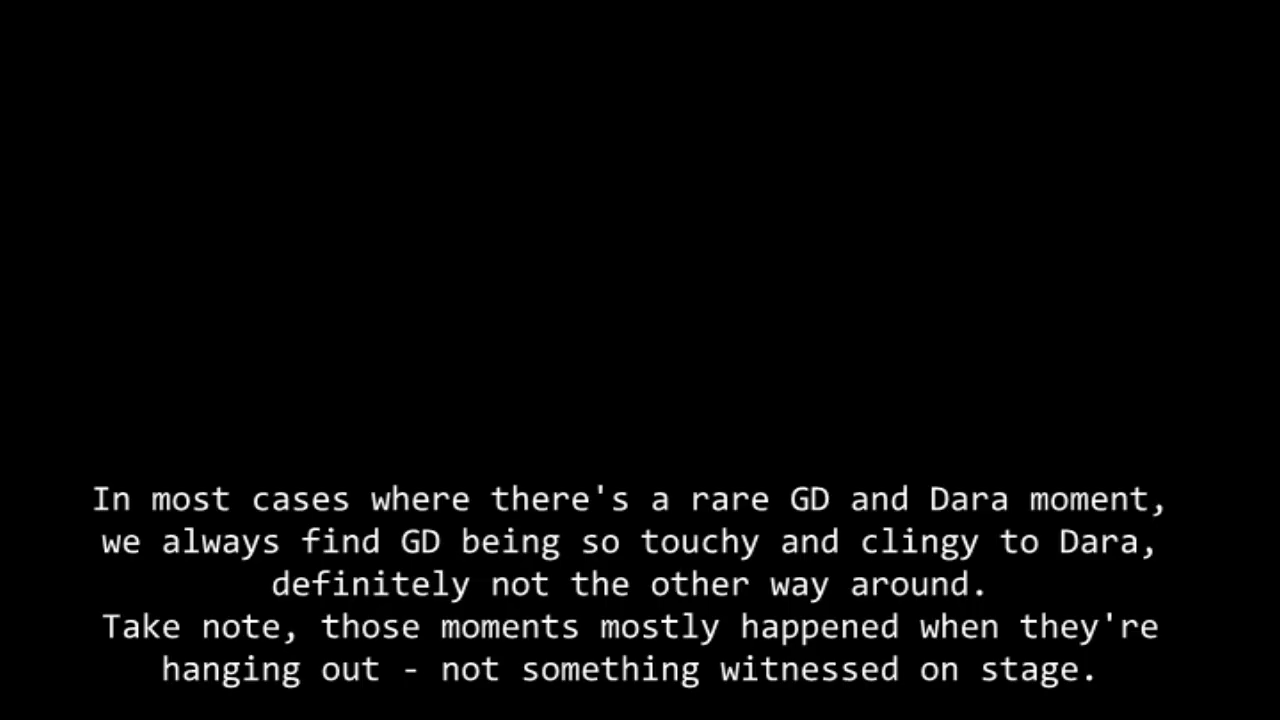 In most cases where there's a rare GD and Dara moment,
we always find GD being so touchy and clingy to Dara,
definitely not the other way around.
Take note, those moments mostly happened when they're
hanging out - not something witnessed on stage.